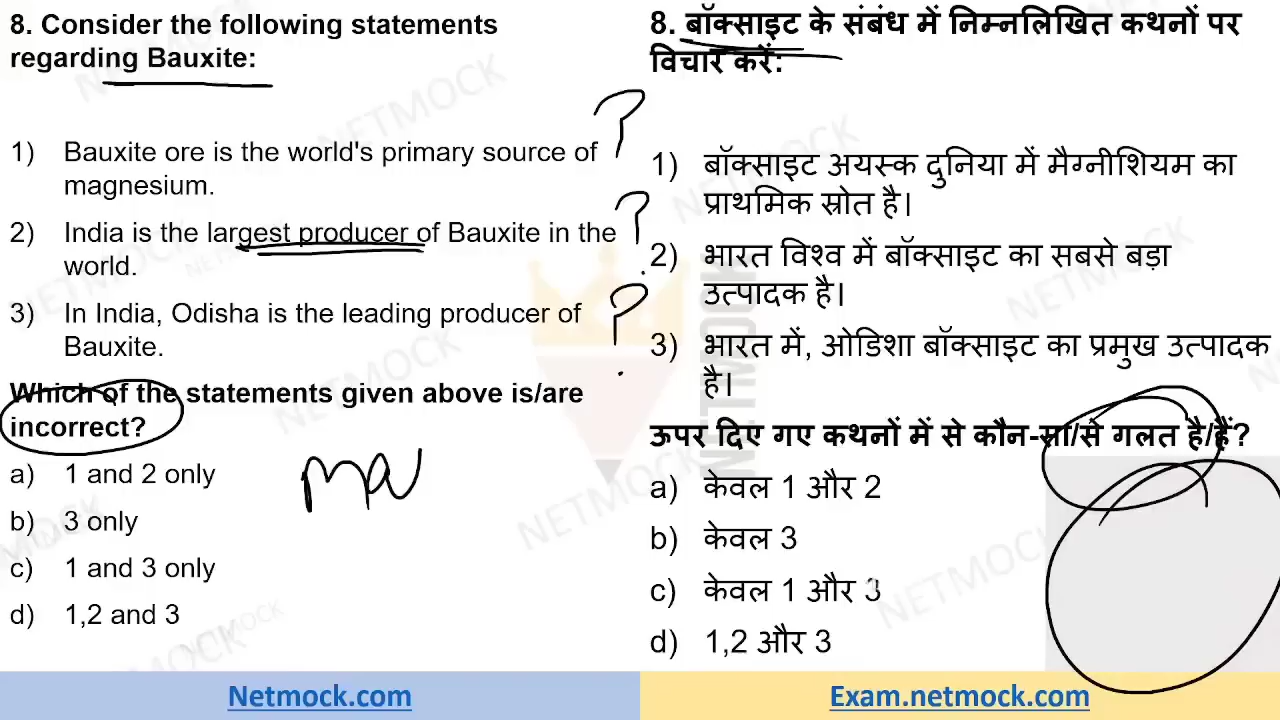 8. Consider the following statements
regarding Bauxite:
1) Bauxite ore is the world's primary source of
magnesium.
2) India is the largest producer of Bauxite in the
world.
3) In India, Odisha is the leading producer of
Bauxite.
Which of the statements given above is/are
incorrect?
a) 1 and 2 only
b) 3 only
c) 1 and 3 only
d) 1,2 and 3
8. बॉक्साइट के संबंध में निम्नलिखित कथनों पर
विचार करें:
1) बॉक्साइट अयस्क दुनिया में मैग्नीशियम का
प्राथमिक स्रोत है।
2) भारत विश्व में बॉक्साइट का सबसे बड़ा
उत्पादक है।
3) भारत में, ओडिशा बॉक्साइट का प्रमुख उत्पादक
है।
ऊपर दिए गए कथनों में से कौन-सा/से गलत है/हैं?
a) केवल 1 और 2
b) केवल 3
c) केवल 1 और 3
d) 1,2 और 3
?
?
?
NETMOCK
Netmock.com
Exam.netmock.com